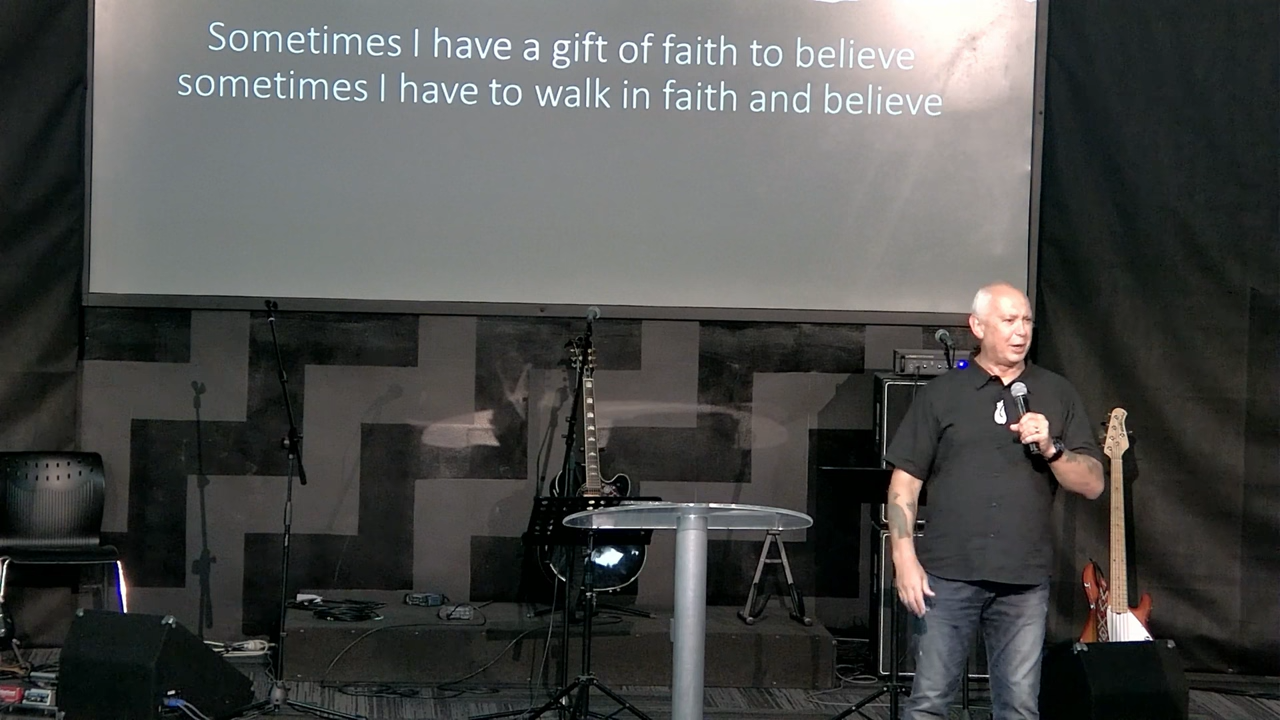 Sometimes I have a gift of faith to believe
sometimes I have to walk in faith and believe